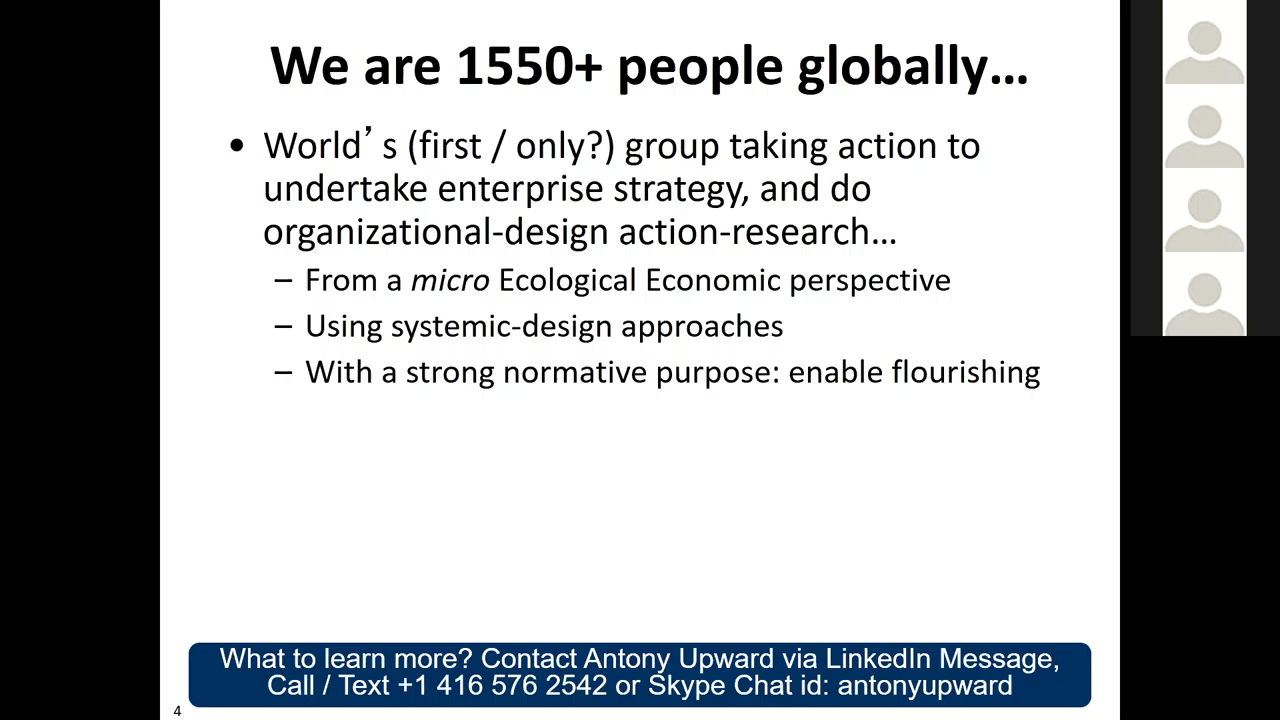 We are 1550+ people globally…
• World’s (first / only?) group taking action to
undertake enterprise strategy, and do
organizational-design action-research…
– From a micro Ecological Economic perspective
– Using systemic-design approaches
– With a strong normative purpose: enable flourishing
What to learn more? Contact Antony Upward via LinkedIn Message,
Call / Text +1 416 576 2542 or Skype Chat id: antonyupward
4